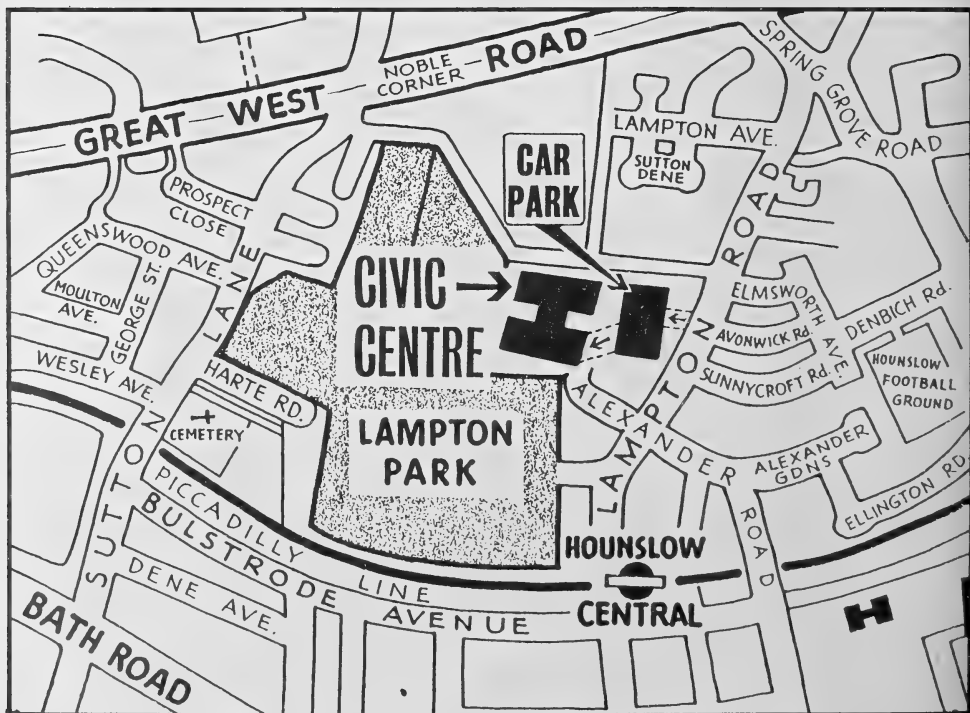 GREAT WEST ROAD
NOBLE
CORNER
SPRING GROVE ROAD
LAMPTON AVE.
SUTTON
DENE
CAR
PARK
PROSPECT
CLOSE
QUEENSWOOD AVE.
MOULTON
AVE.
GEORGE ST.
WESLEY AVE.
SUTTON LANE
HARTE RD.
CEMETERY
CIVIC
CENTRE
LAMPTON
PARK
LAMPTON ROAD
ELMSWORTH AVE.
AVONWICK Rd.
SUNNYCROFT Rd.
DENBICH Rd.
HOUNSLOW
FOOTBALL
GROUND
ALEXANDER ROAD
ALEXANDER
GDNS
ELLINGTON RD.
PICCADILLY LINE
HOUNSLOW
CENTRAL
BULSTRODE AVENUE
DENE AVE.
BATH ROAD